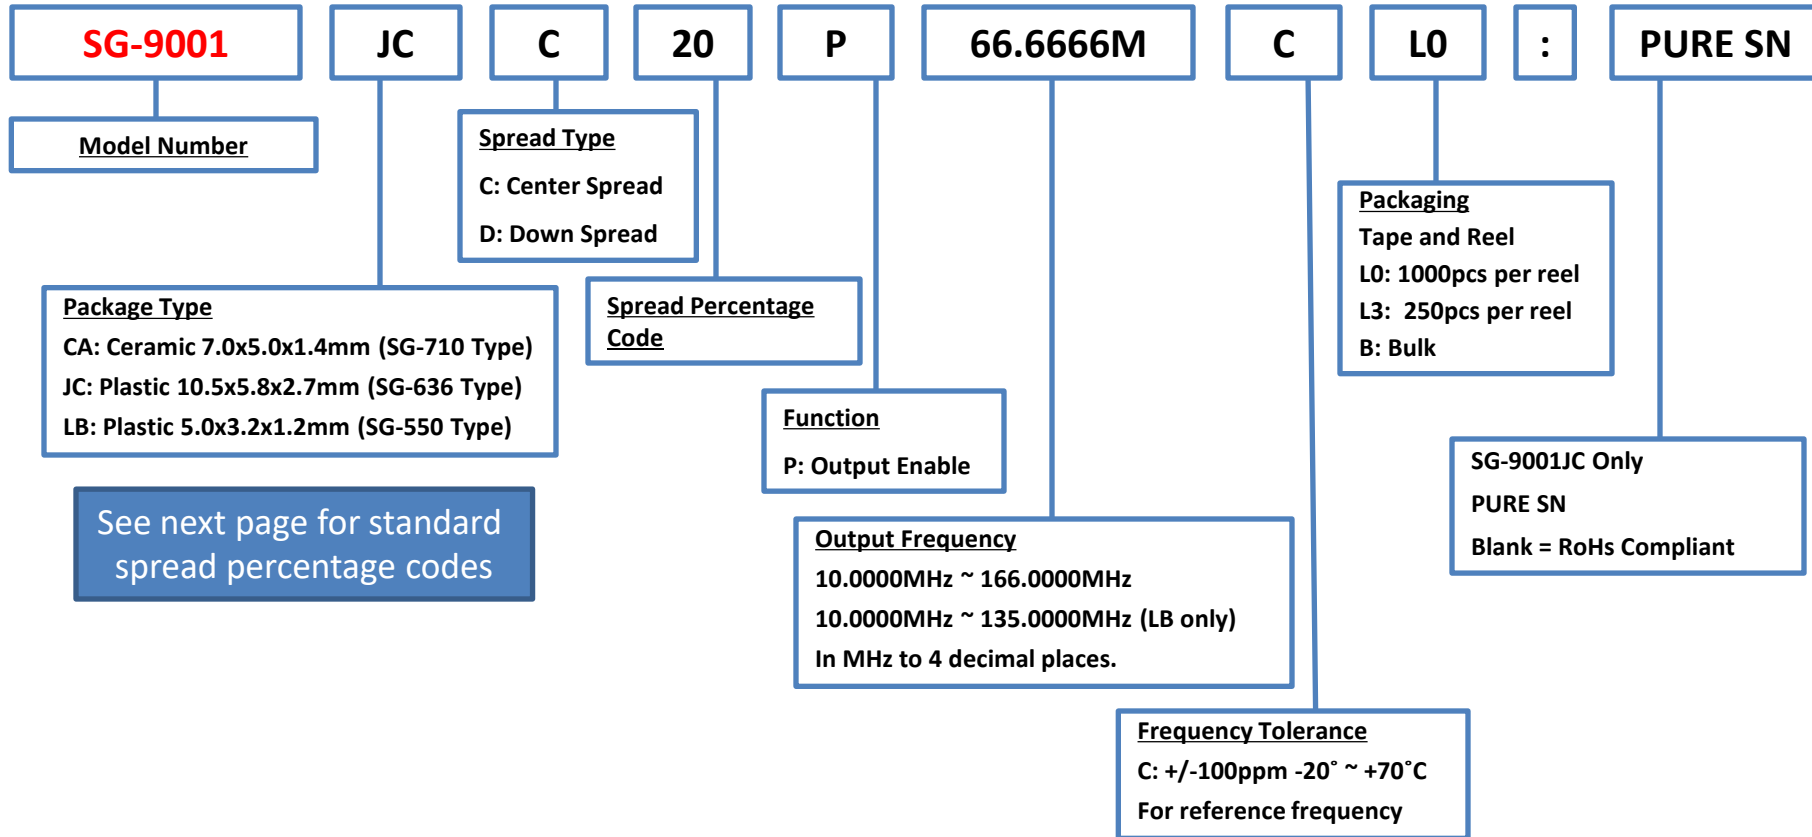 SG-9001 JC C 20 P 66.6666M C L0 : PURE SN
Model Number
Spread Type
C: Center Spread
D: Down Spread
Packaging
Tape and Reel
L0: 1000pcs per reel
L3: 250pcs per reel
B: Bulk
Package Type
CA: Ceramic 7.0x5.0x1.4mm (SG-710 Type)
JC: Plastic 10.5x5.8x2.7mm (SG-636 Type)
LB: Plastic 5.0x3.2x1.2mm (SG-550 Type)
Spread Percentage
Code
Function
P: Output Enable
SG-9001JC Only
PURE SN
Blank = RoHs Compliant
See next page for standard
spread percentage codes
Output Frequency
10.0000MHz ~ 166.0000MHz
10.0000MHz ~ 135.0000MHz (LB only)
In MHz to 4 decimal places.
Frequency Tolerance
C: +/-100ppm -20˚ ~ +70˚C
For reference frequency